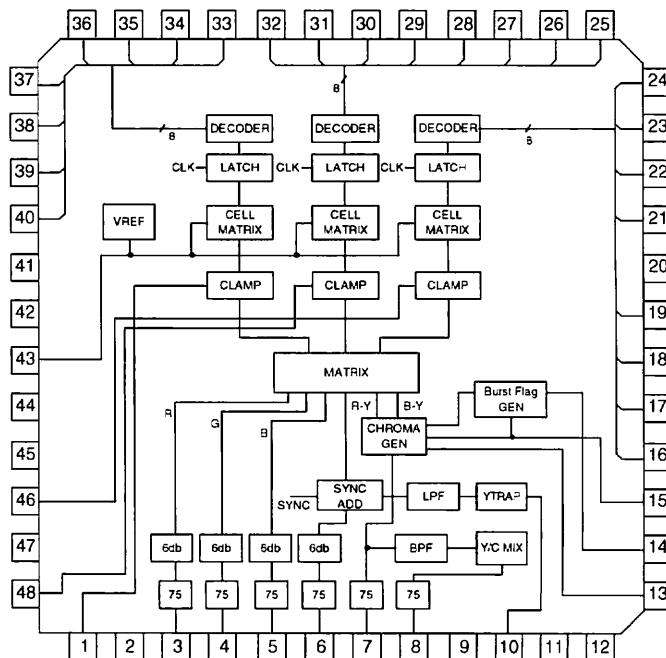 36 35 34 33 32 31 30 29 28 27 26 25
37 24
38 23
39 22
40 21
41 20
42 19
43 18
44 17
45 16
46 15
47 14
48 13
8
8 DECODER DECODER DECODER 8
CLK LATCH CLK LATCH CLK LATCH
VREF CELL MATRIX CELL MATRIX CELL MATRIX
CLAMP CLAMP CLAMP
MATRIX
R G B R-Y B-Y Burst Flag GEN
CHROMA GEN
SYNC SYNC ADD LPF YTRAP
6db 6db 6db 6db BPF Y/C MIX
75 75 75 75 75 75
1 2 3 4 5 6 7 8 9 10 11 12